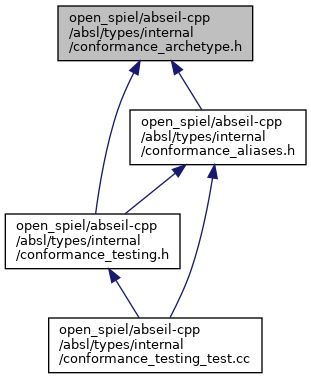 open_spiel/abseil-cpp
/absl/types/internal
/conformance_archetype.h
open_spiel/abseil-cpp
/absl/types/internal
/conformance_aliases.h
open_spiel/abseil-cpp
/absl/types/internal
/conformance_testing.h
open_spiel/abseil-cpp
/absl/types/internal
/conformance_testing_test.cc